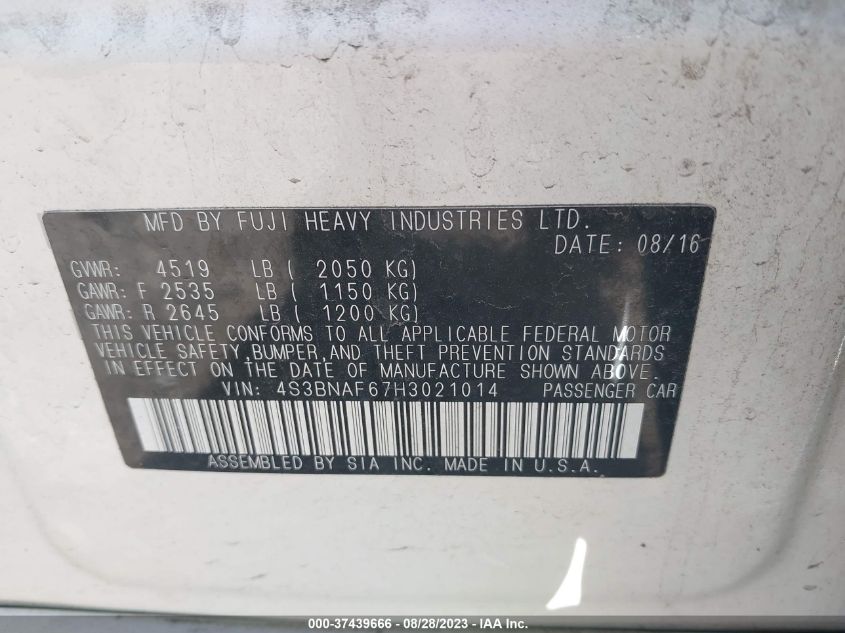 MFD BY FUJI HEAVY INDUSTRIES LTD.
DATE: 08/16
GVWR: 4519 LB ( 2050 KG)
GAWR: F 2535 LB ( 1150 KG)
GAWR: R 2645 LB ( 1200 KG)
THIS VEHICLE CONFORMS TO ALL APPLICABLE FEDERAL MOTOR
VEHICLE SAFETY,BUMPER,AND THEFT PREVENTION STANDARDS
IN EFFECT ON THE DATE OF MANUFACTURE SHOWN ABOVE.
VIN: 4S3BNAF67H3021014 PASSENGER CAR
ASSEMBLED BY SIA INC. MADE IN U.S.A.
000-37439666 - 08/28/2023 - IAA Inc.